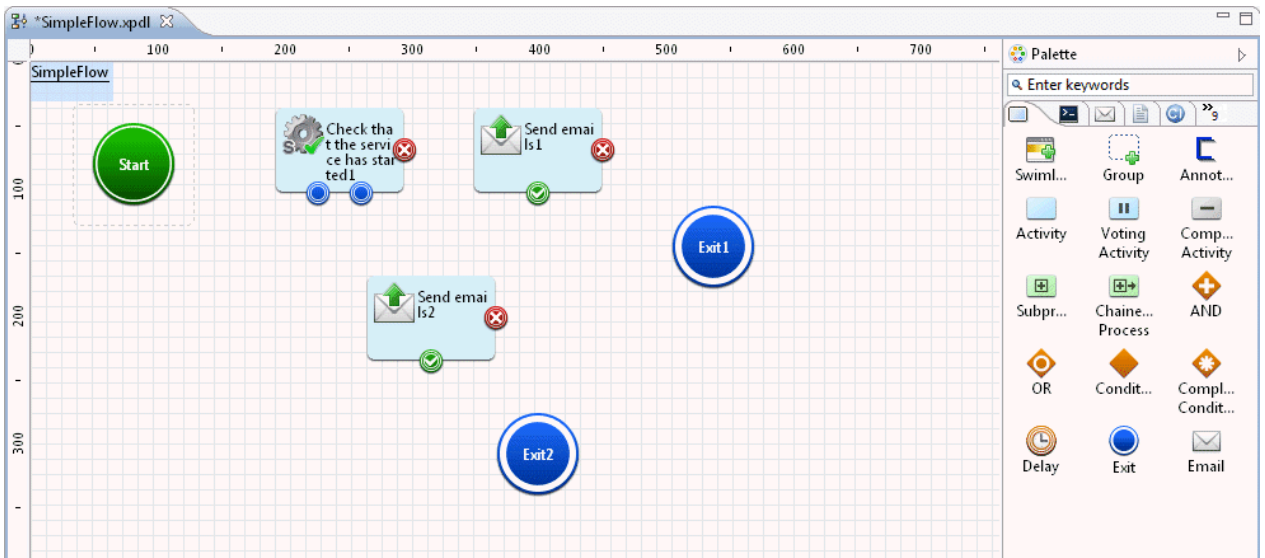 *SimpleFlow.xpdl
0 100 200 300 400 500 600 700
SimpleFlow
Start
Check tha
t the servi
ce has star
ted1
Send emai
ls1
Exit1
Send emai
ls2
Exit2
100
200
300
Palette
Enter keywords
S
>-
CI
»9
Swiml...
Group
Annot...
Activity
Voting
Activity
Comp...
Activity
Subpr...
Chaine...
Process
AND
OR
Condit...
Compl...
Condit...
Delay
Exit
Email